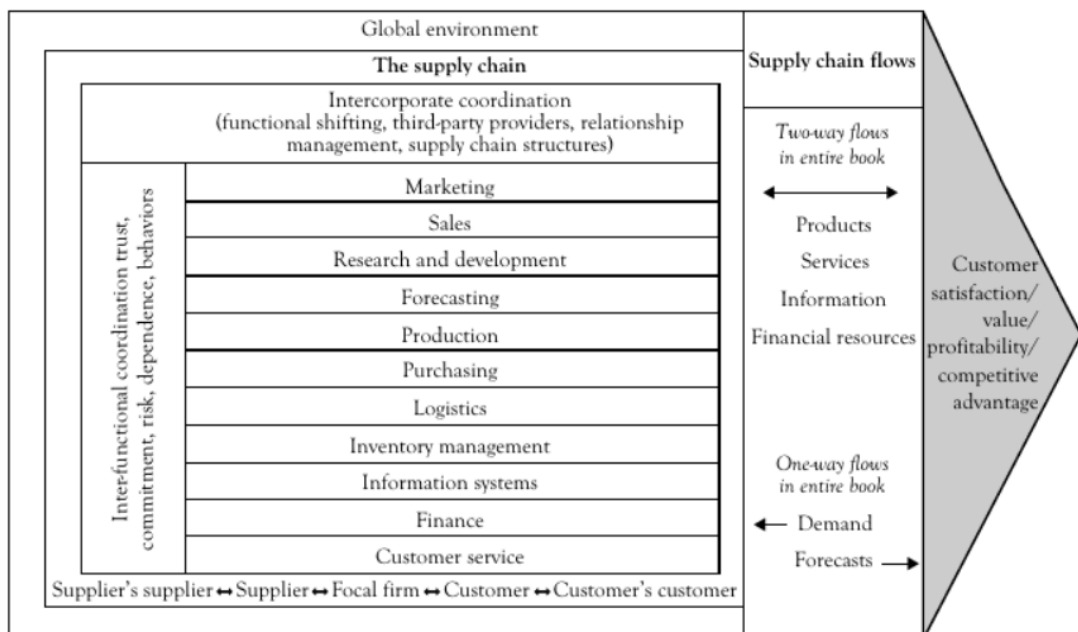 Global environment
The supply chain
Intercorporate coordination
(functional shifting, third-party providers, relationship
management, supply chain structures)
Inter-functional coordination trust,
commitment, risk, dependence, behaviors
Marketing
Sales
Research and development
Forecasting
Production
Purchasing
Logistics
Inventory management
Information systems
Finance
Customer service
Supplier's supplier ↔ Supplier ↔ Focal firm ↔ Customer ↔ Customer's customer
Supply chain flows
Two-way flows
in entire book
Products
Services
Information
Financial resources
One-way flows
in entire book
Demand
Forecasts
Customer
satisfaction/
value/
profitability/
competitive
advantage